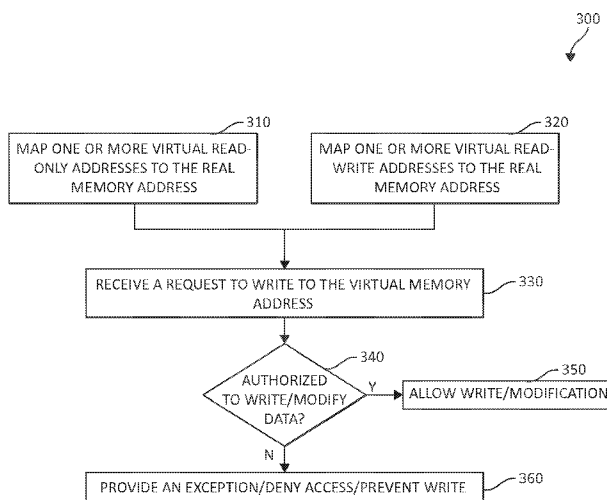 300
310
320
MAP ONE OR MORE VIRTUAL READ-
ONLY ADDRESSES TO THE REAL
MEMORY ADDRESS
MAP ONE OR MORE VIRTUAL READ-
WRITE ADDRESSES TO THE REAL
MEMORY ADDRESS
RECEIVE A REQUEST TO WRITE TO THE VIRTUAL MEMORY
ADDRESS
330
340
AUTHORIZED
TO WRITE/MODIFY
DATA?
Y
350
ALLOW WRITE/MODIFICATION
N
PROVIDE AN EXCEPTION/DENY ACCESS/PREVENT WRITE
360